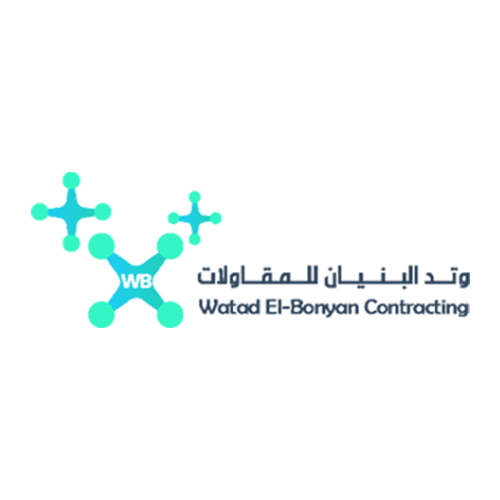 WB
وتد البنيان للمقاولات
Watad El-Bonyan Contracting